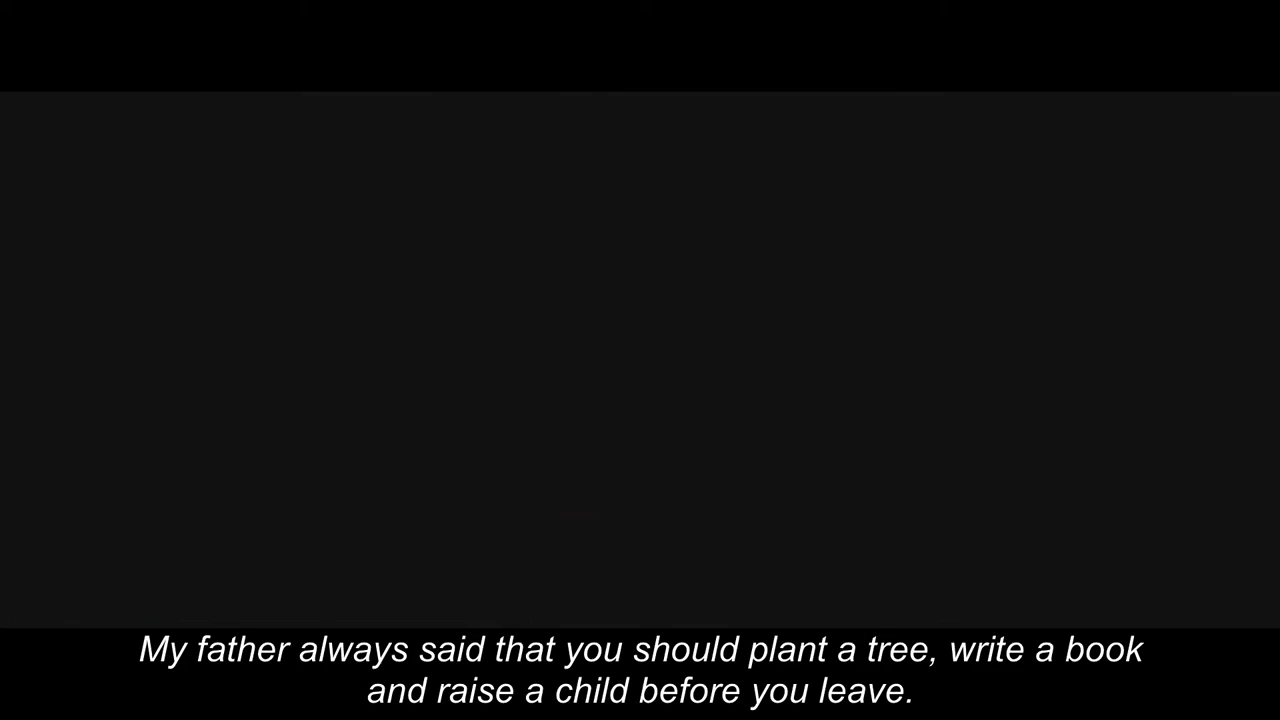 My father always said that you should plant a tree, write a book
and raise a child before you leave.